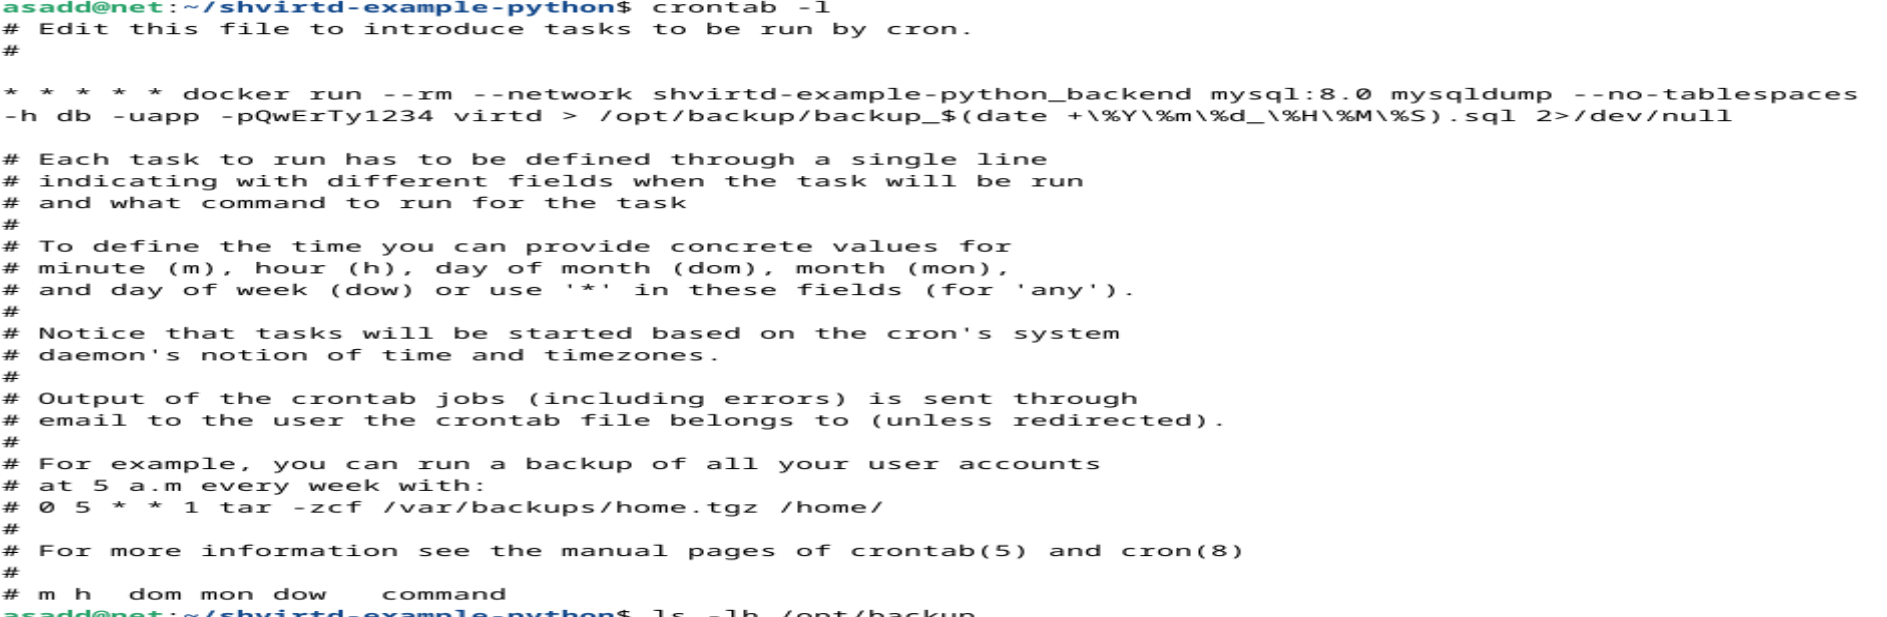 asadd@net:~/shvirtd-example-python$ crontab -l
# Edit this file to introduce tasks to be run by cron.
#
* * * * * docker run --rm --network shvirtd-example-python_backend mysql:8.0 mysqldump --no-tablespaces
-h db -uapp -pQwErTy1234 virtd > /opt/backup/backup_$(date +\%Y\%m\%d_\%H\%M\%S).sql 2>/dev/null
# Each task to run has to be defined through a single line
# indicating with different fields when the task will be run
# and what command to run for the task
#
# To define the time you can provide concrete values for
# minute (m), hour (h), day of month (dom), month (mon),
# and day of week (dow) or use '*' in these fields (for 'any').
#
# Notice that tasks will be started based on the cron's system
# daemon's notion of time and timezones.
#
# Output of the crontab jobs (including errors) is sent through
# email to the user the crontab file belongs to (unless redirected).
#
# For example, you can run a backup of all your user accounts
# at 5 a.m every week with:
# 0 5 * * 1 tar -zcf /var/backups/home.tgz /home/
#
# For more information see the manual pages of crontab(5) and cron(8)
#
# m h  dom mon dow   command
asadd@net:~/shvirtd-example-python$ ls -lh /opt/backup